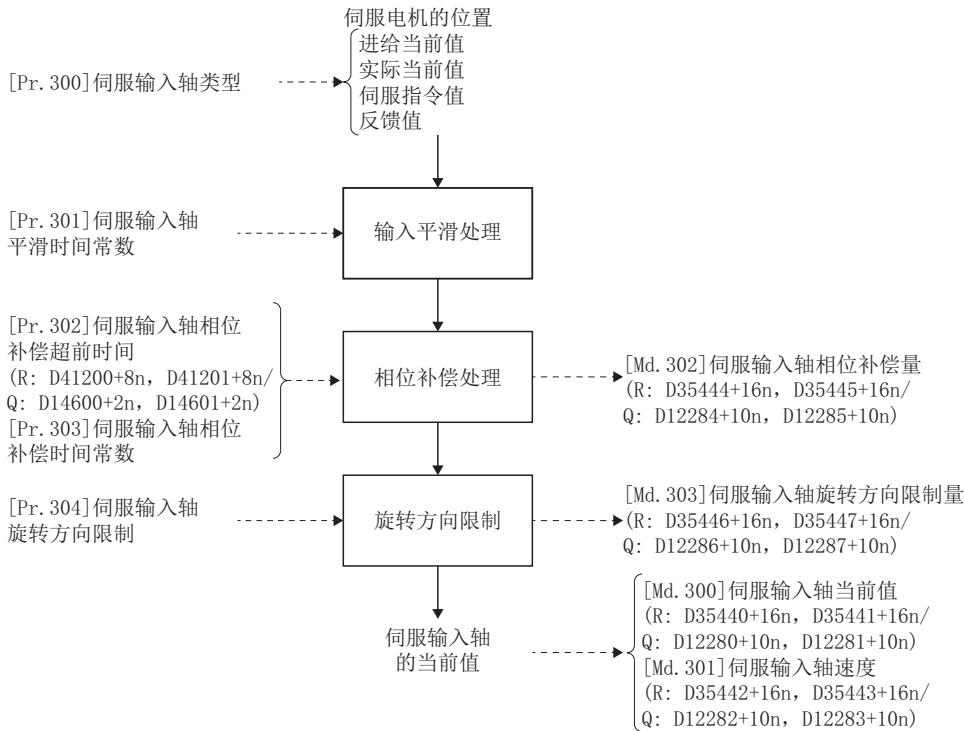 伺服电机的位置
进给当前值
实际当前值
伺服指令值
反馈值
[Pr.300]伺服输入轴类型
[Pr.301]伺服输入轴
平滑时间常数
输入平滑处理
[Pr.302]伺服输入轴相位
补偿超前时间
(R: D41200+8n, D41201+8n/
Q: D14600+2n, D14601+2n)
[Pr.303]伺服输入轴相位
补偿时间常数
相位补偿处理
[Md.302]伺服输入轴相位补偿量
(R: D35444+16n, D35445+16n/
Q: D12284+10n, D12285+10n)
[Pr.304]伺服输入轴
旋转方向限制
旋转方向限制
[Md.303]伺服输入轴旋转方向限制量
(R: D35446+16n, D35447+16n/
Q: D12286+10n, D12287+10n)
伺服输入轴
的当前值
[Md.300]伺服输入轴当前值
(R: D35440+16n, D35441+16n/
Q: D12280+10n, D12281+10n)
[Md.301]伺服输入轴速度
(R: D35442+16n, D35443+16n/
Q: D12282+10n, D12283+10n)